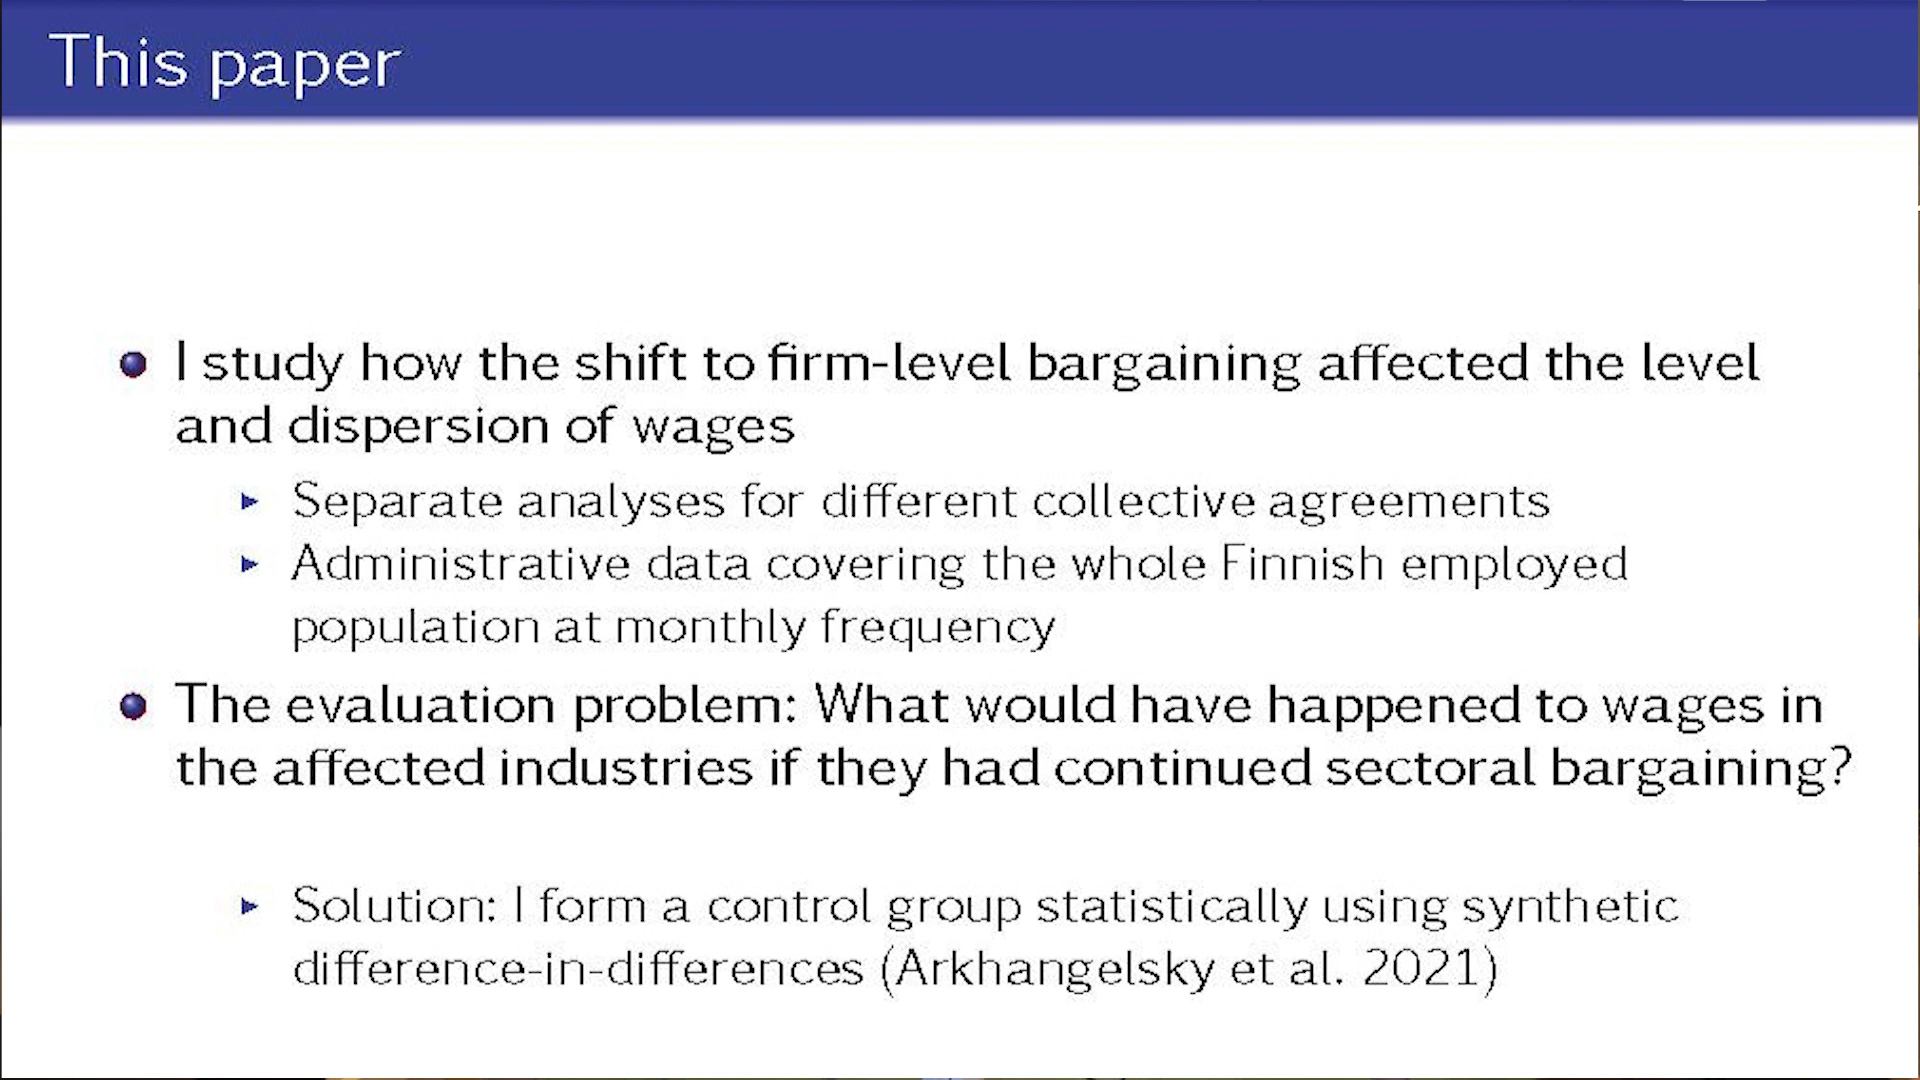 This paper
I study how the shift to firm-level bargaining affected the level
and dispersion of wages
Separate analyses for different collective agreements
Administrative data covering the whole Finnish employed
population at monthly frequency
The evaluation problem: What would have happened to wages in
the affected industries if they had continued sectoral bargaining?
Solution: I form a control group statistically using synthetic
difference-in-differences (Arkhangelsky et al. 2021)